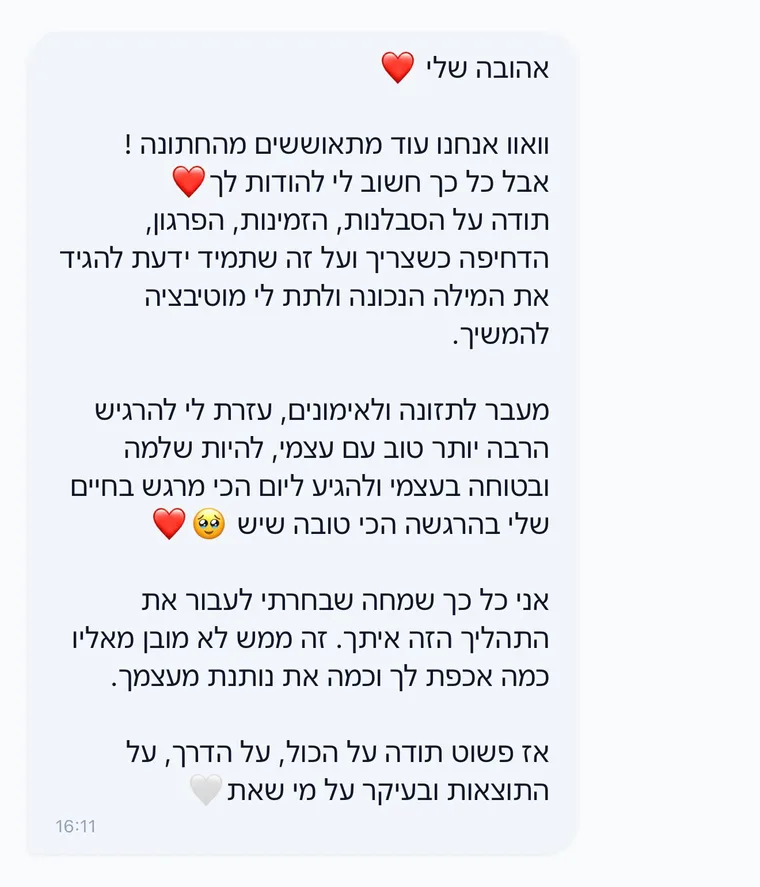 אהובה שלי ❤️
וואוו אנחנו עוד מתאוששים מהחתונה !
אבל כל כך חשוב לי להודות לך❤️
תודה על הסבלנות, הזמינות, הפרגון,
הדחיפה כשצריך ועל זה שתמיד ידעת להגיד
את המילה הנכונה ולתת לי מוטיבציה
להמשיך.
מעבר לתזונה ולאימונים, עזרת לי להרגיש
הרבה יותר טוב עם עצמי, להיות שלמה
ובטוחה בעצמי ולהגיע ליום הכי מרגש בחיים
שלי בהרגשה הכי טובה שיש 🥹❤️
אני כל כך שמחה שבחרתי לעבור את
התהליך הזה איתך. זה ממש לא מובן מאליו
כמה אכפת לך וכמה את נותנת מעצמך.
אז פשוט תודה על הכול, על הדרך, על
התוצאות ובעיקר על מי שאת🤍
16:11